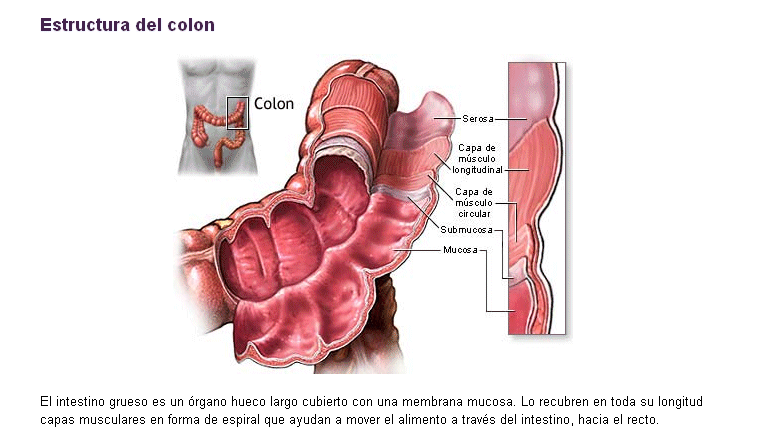 Estructura del colon
Colon
Serosa
Capa de
músculo
longitudinal
Capa de
músculo
circular
Submucosa
Mucosa
El intestino grueso es un órgano hueco largo cubierto con una membrana mucosa. Lo recubren en toda su longitud
capas musculares en forma de espiral que ayudan a mover el alimento a través del intestino, hacia el recto.